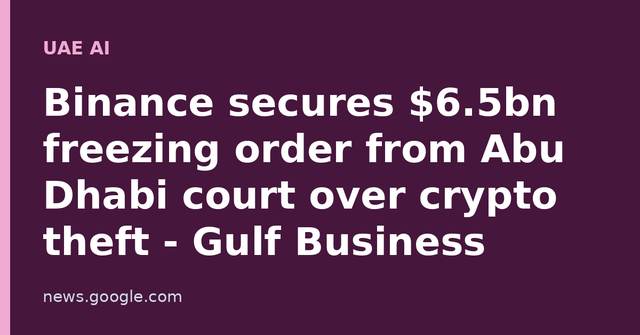 UAE AI
Binance secures $6.5bn
freezing order from Abu
Dhabi court over crypto
theft - Gulf Business
news.google.com